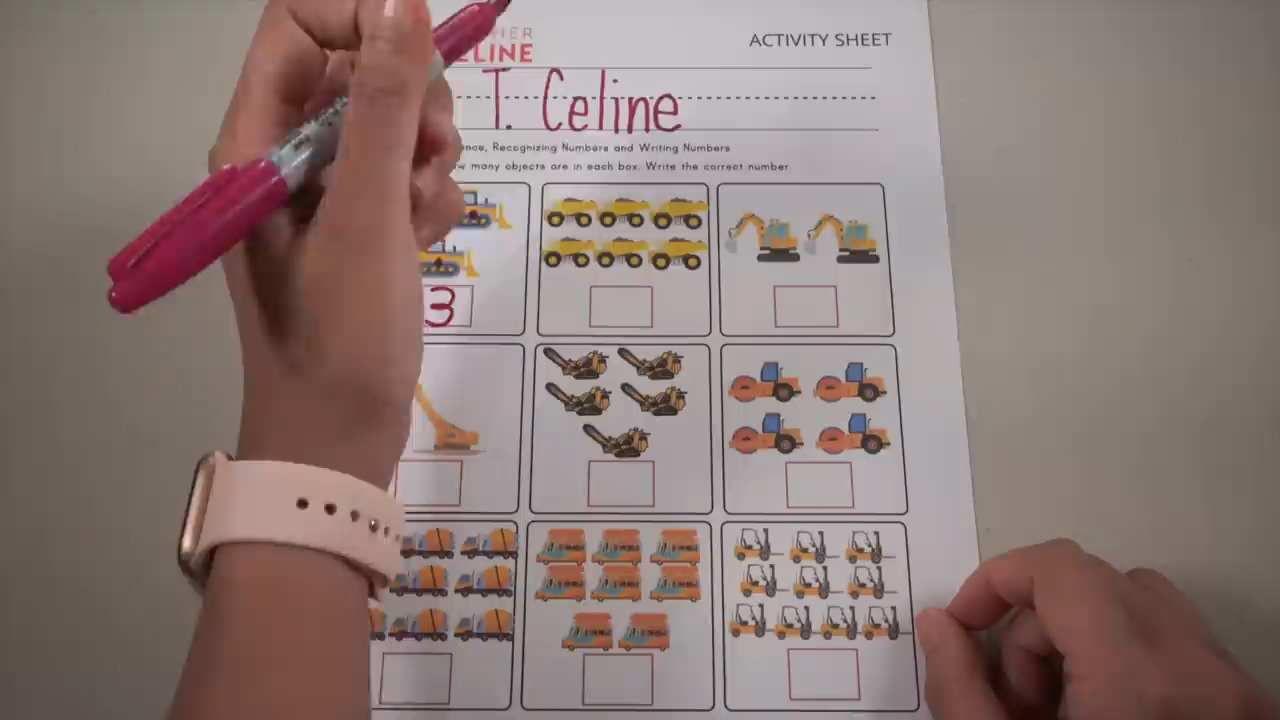 ACTIVITY SHEET
T. Celine
Recognizing Numbers and Writing Numbers
many objects are in each box. Write the correct number.
3